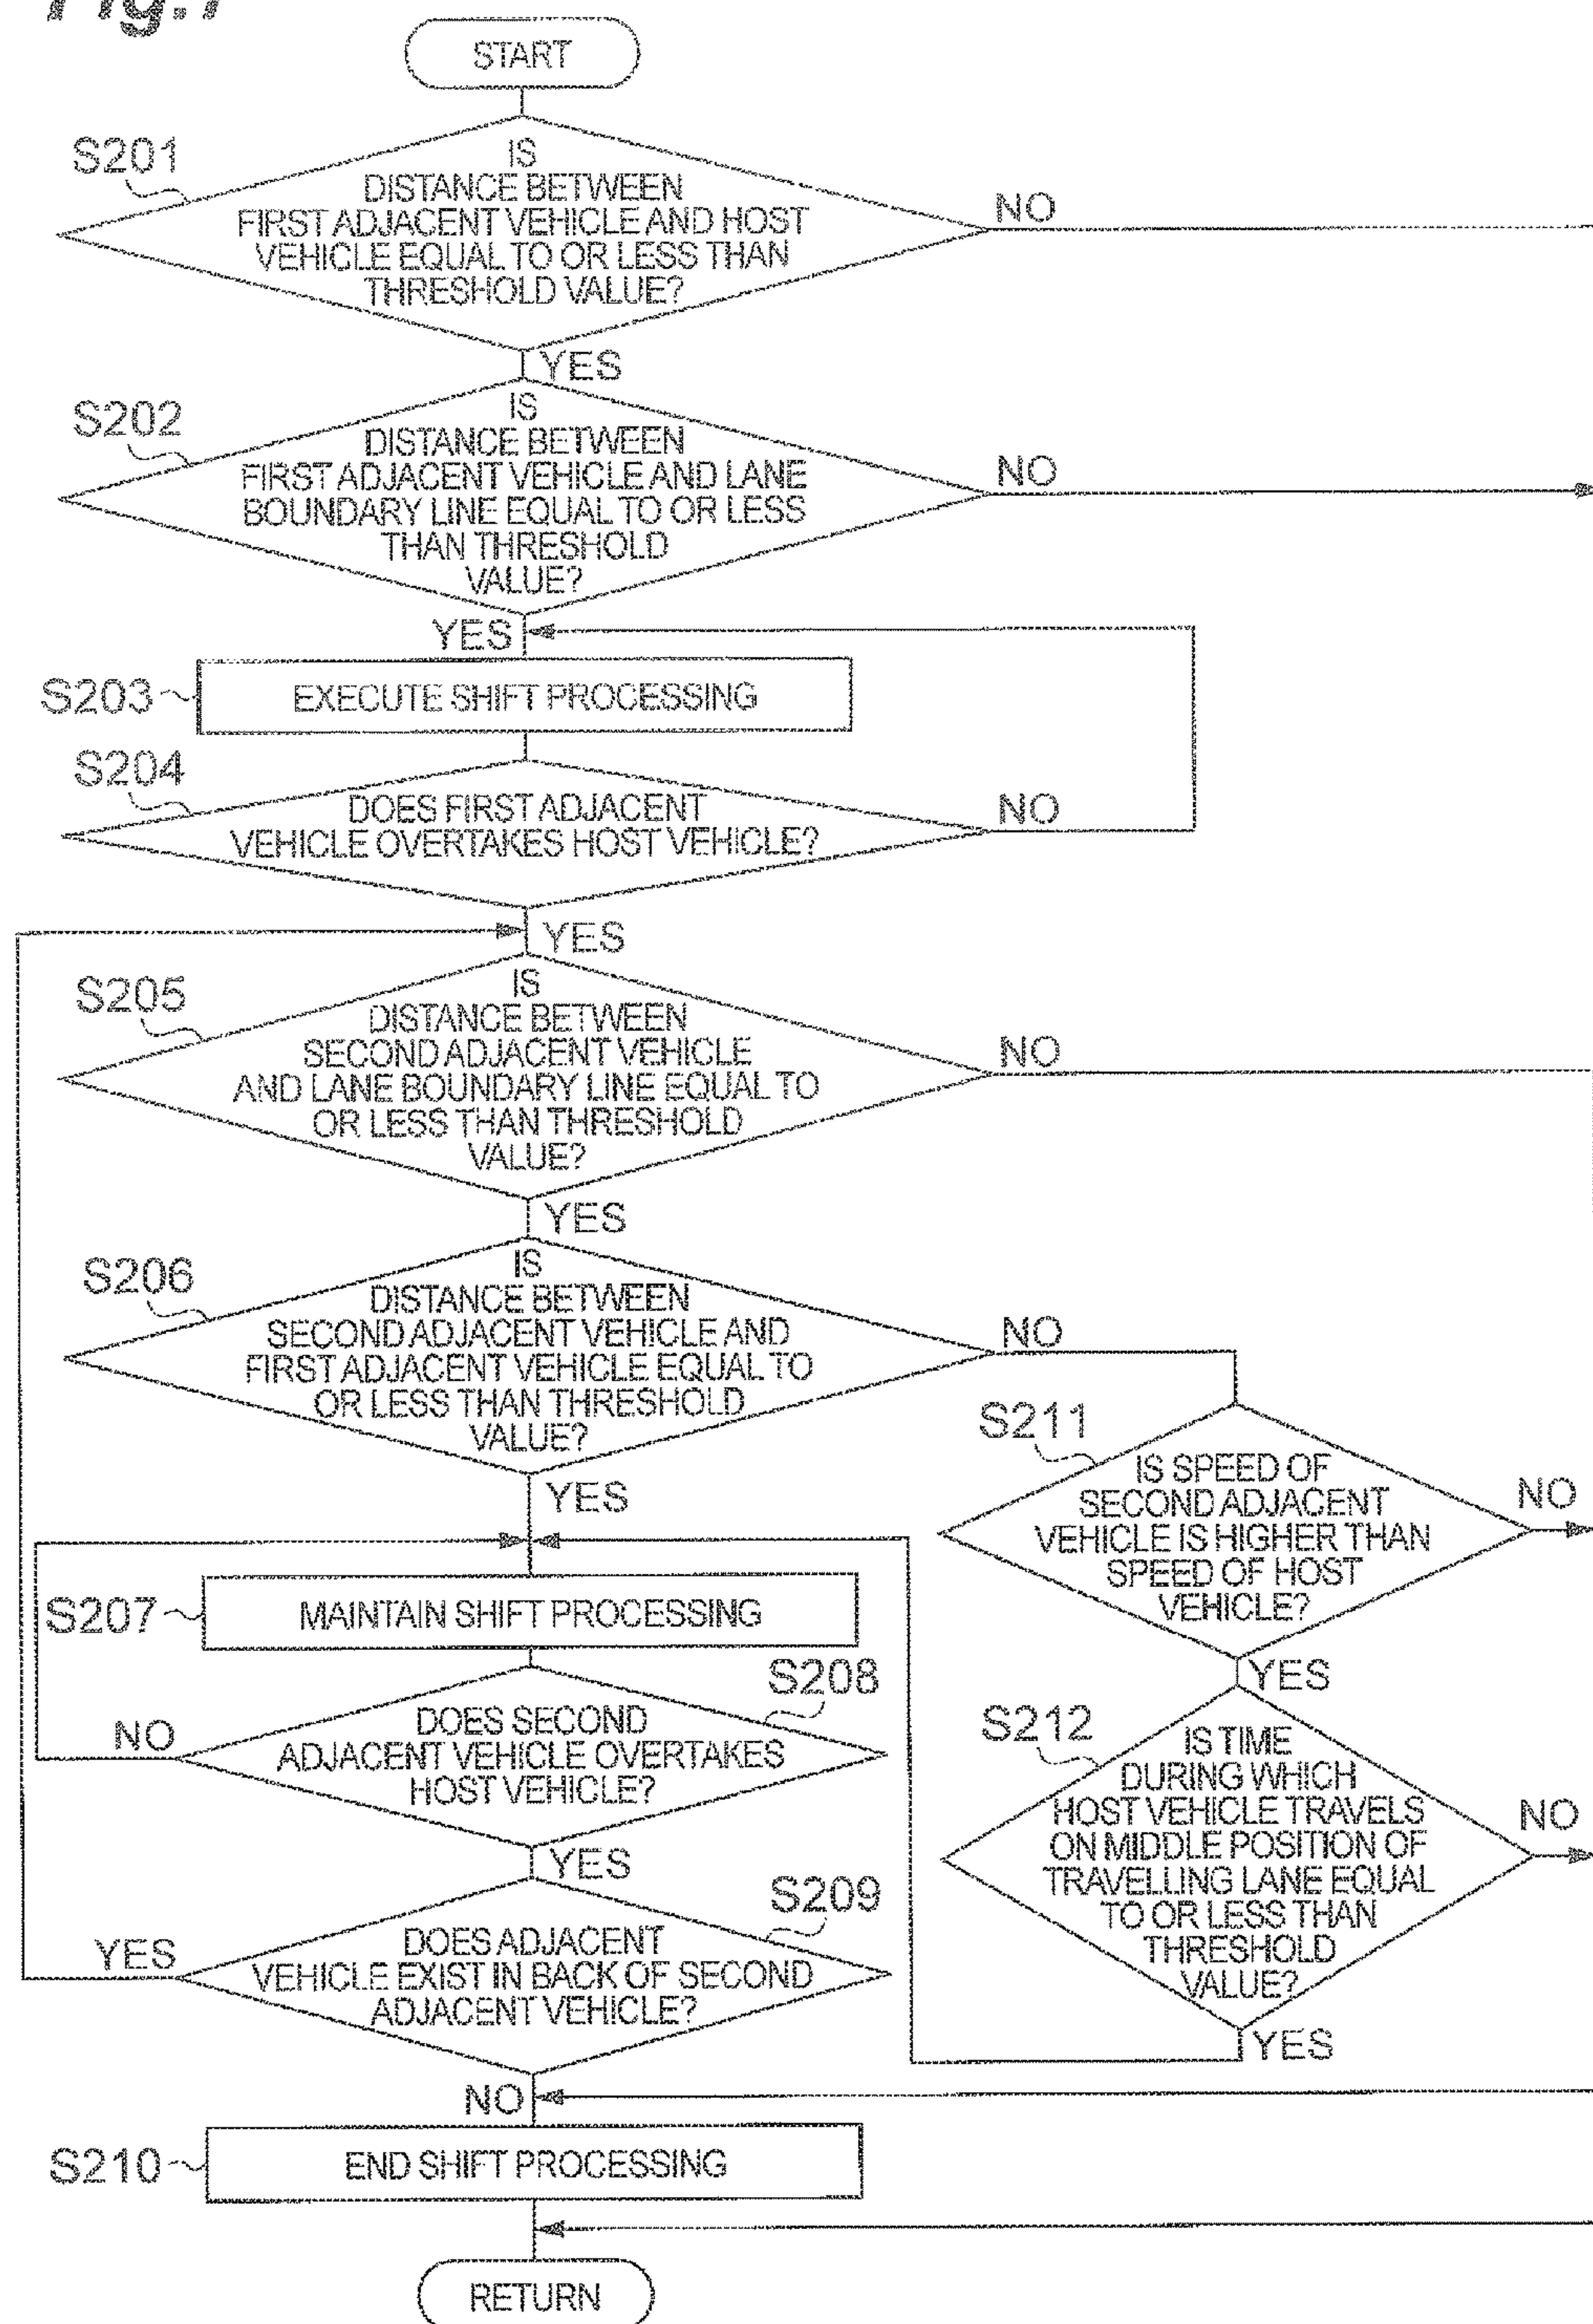 START
S201
IS
DISTANCE BETWEEN
FIRST ADJACENT VEHICLE AND HOST
VEHICLE EQUAL TO OR LESS THAN
THRESHOLD VALUE?
NO
YES
S202
IS
DISTANCE BETWEEN
FIRST ADJACENT VEHICLE AND LANE
BOUNDARY LINE EQUAL TO OR LESS
THAN THRESHOLD
VALUE?
NO
YES
S203
EXECUTE SHIFT PROCESSING
S204
DOES FIRST ADJACENT
VEHICLE OVERTAKES HOST VEHICLE?
NO
YES
S205
IS
DISTANCE BETWEEN
SECOND ADJACENT VEHICLE
AND LANE BOUNDARY LINE EQUAL TO
OR LESS THAN THRESHOLD
VALUE?
NO
YES
S206
IS
DISTANCE BETWEEN
SECOND ADJACENT VEHICLE AND
FIRST ADJACENT VEHICLE EQUAL TO
OR LESS THAN THRESHOLD
VALUE?
NO
YES
S211
IS SPEED OF
SECOND ADJACENT
VEHICLE IS HIGHER THAN
SPEED OF HOST
VEHICLE?
NO
YES
S207
MAINTAIN SHIFT PROCESSING
S208
DOES SECOND
ADJACENT VEHICLE OVERTAKES
HOST VEHICLE?
NO
YES
S212
IS TIME
DURING WHICH
HOST VEHICLE TRAVELS
ON MIDDLE POSITION OF
TRAVELLING LANE EQUAL
TO OR LESS THAN
THRESHOLD
VALUE?
NO
YES
S209
DOES ADJACENT
VEHICLE EXIST IN BACK OF SECOND
ADJACENT VEHICLE?
YES
NO
S210
END SHIFT PROCESSING
RETURN